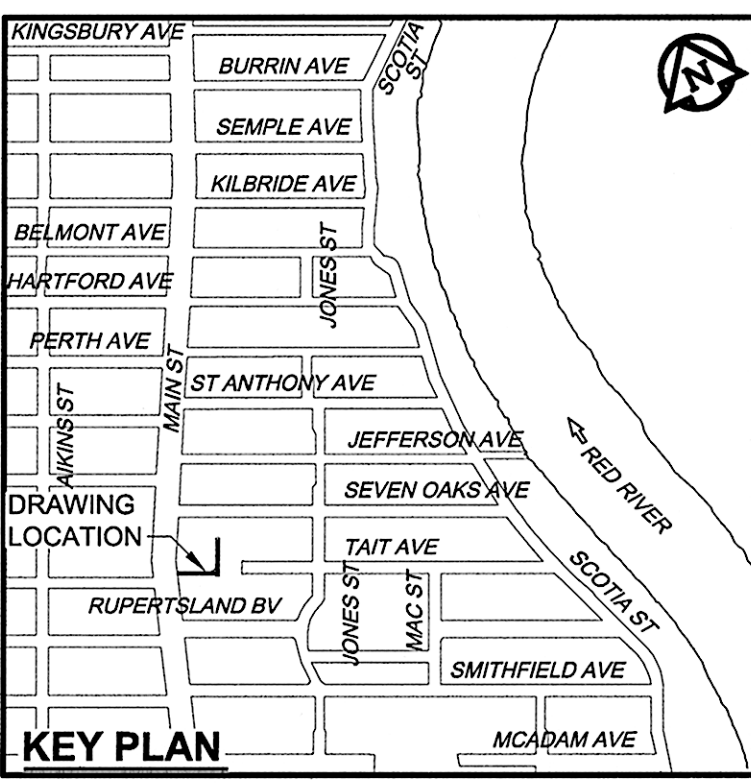 KINGSBURY AVE
SCOTIA
ST
BURRIN AVE
N
SEMPLE AVE
KILBRIDE AVE
BELMONT AVE
JONES ST
HARTFORD AVE
PERTH AVE
MAIN ST
ST ANTHONY AVE
AIKINS ST
JEFFERSON AVE
RED RIVER
SEVEN OAKS AVE
DRAWING
LOCATION
TAIT AVE
SCOTIA ST
JONES ST
MAC ST
RUPERTSLAND BV
SMITHFIELD AVE
KEY PLAN
MCADAM AVE